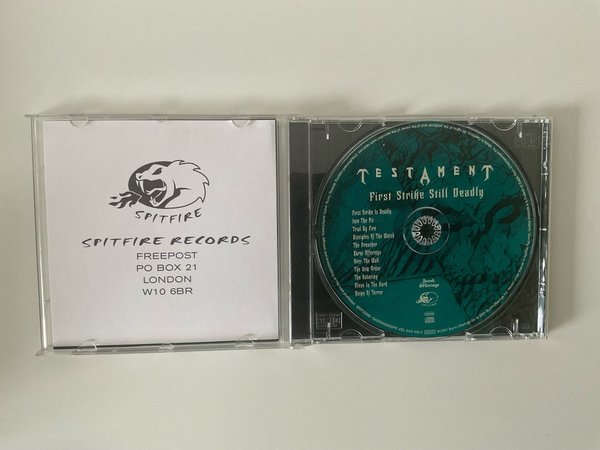 SPITFIRE
SPITFIRE RECORDS
FREEPOST
PO BOX 21
LONDON
W10 6BR
TESTAMENT
First Strike Still Deadly
First Strike Is Deadly
Into The Pit
Trial By Fire
Disciples Of The Watch
The Preacher
Burnt Offerings
Over The Wall
The New Order
The Haunting
Alone In The Dark
Reign Of Terror
Burnt
Offerings